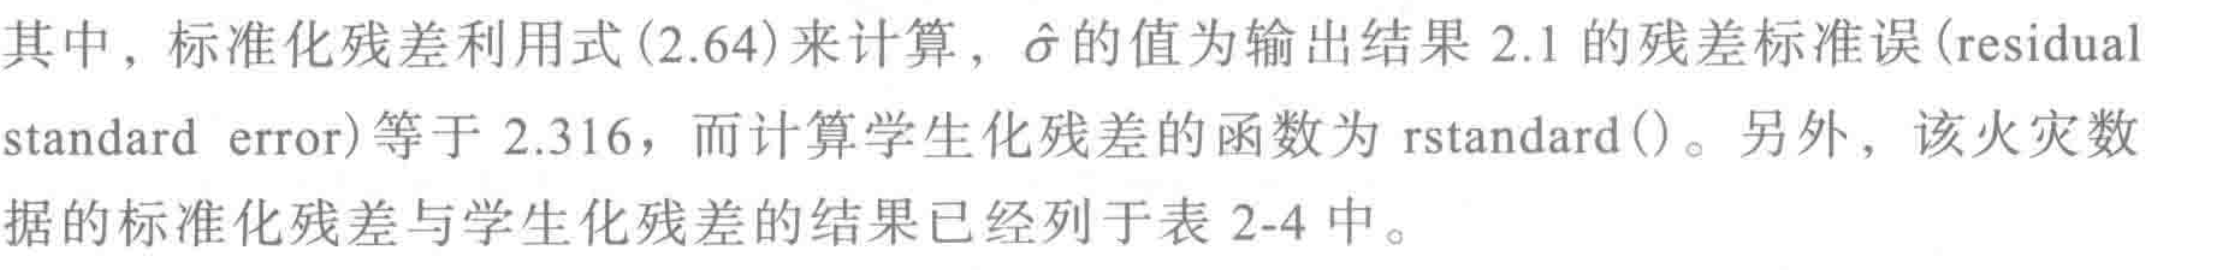 其中，标准化残差利用式(2.64)来计算，σ̂的值为输出结果 2.1 的残差标准误(residual
standard error)等于 2.316，而计算学生化残差的函数为 rstandard()。另外，该火灾数
据的标准化残差与学生化残差的结果已经列于表 2-4 中。